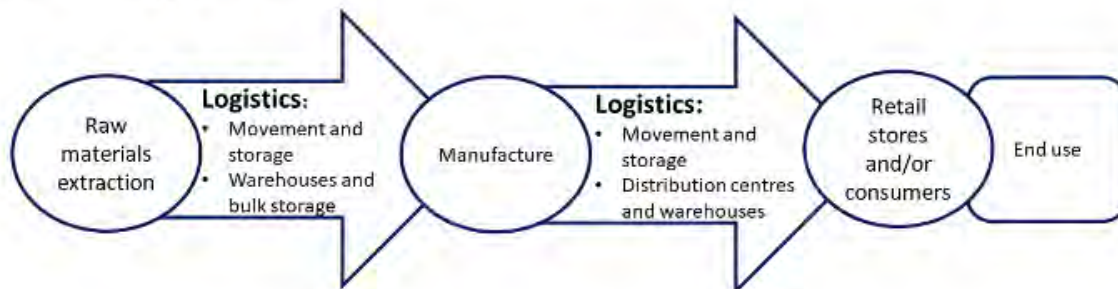 Raw
materials
extraction
Logistics:
• Movement and
storage
• Warehouses and
bulk storage
Manufacture
Logistics:
• Movement and
storage
• Distribution centres
and warehouses
Retail
stores
and/or
consumers
End use